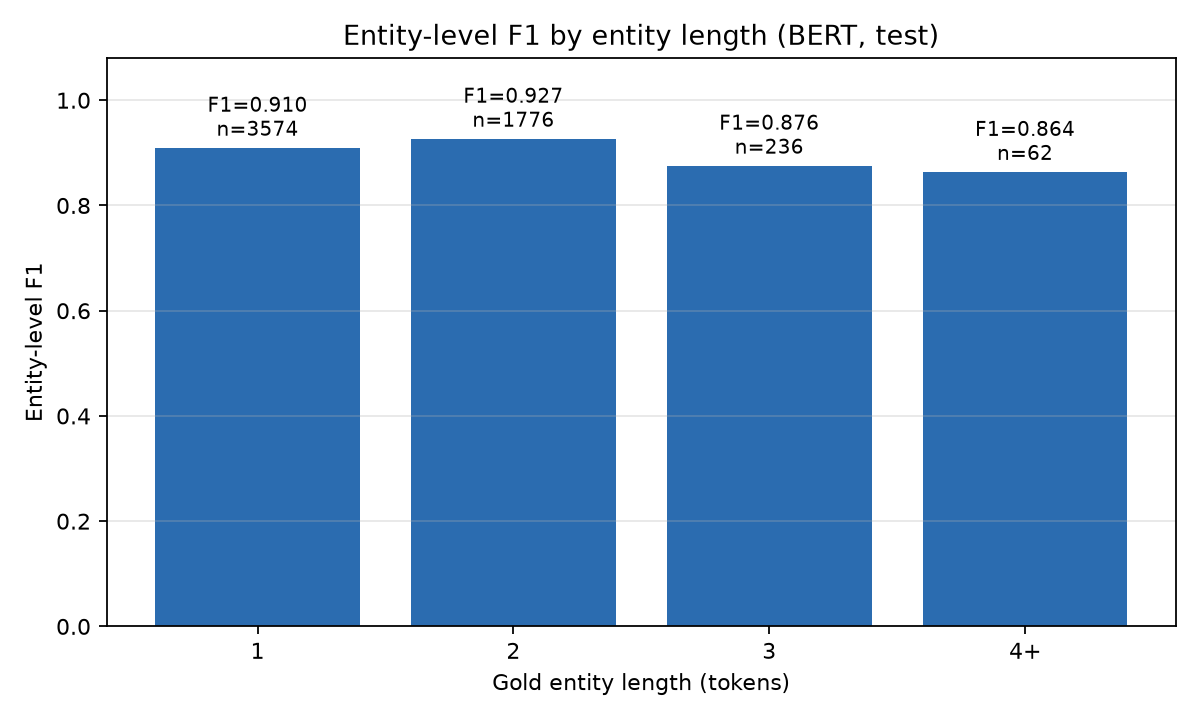 Entity-level F1 by entity length (BERT, test)
Entity-level F1
1.0
0.8
0.6
0.4
0.2
0.0
F1=0.910
n=3574
F1=0.927
n=1776
F1=0.876
n=236
F1=0.864
n=62
1
2
3
4+
Gold entity length (tokens)